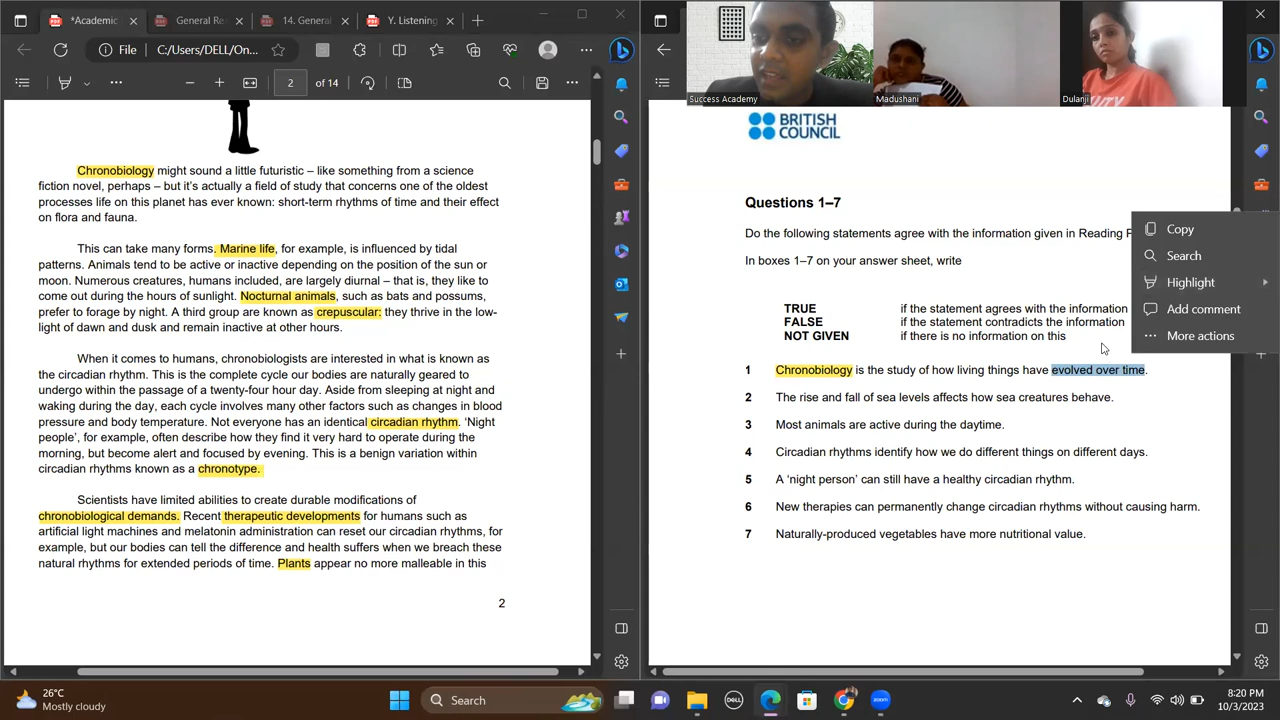 *Academic
General Re
14. General
Y. Listening
File
C:/Users/DELL/On...
2
of 14
Success Academy
Madushani
Dulanji
Chronobiology might sound a little futuristic – like something from a science
fiction novel, perhaps – but it's actually a field of study that concerns one of the oldest
processes life on this planet has ever known: short-term rhythms of time and their effect
on flora and fauna.
This can take many forms. Marine life, for example, is influenced by tidal
patterns. Animals tend to be active or inactive depending on the position of the sun or
moon. Numerous creatures, humans included, are largely diurnal – that is, they like to
come out during the hours of sunlight. Nocturnal animals, such as bats and possums,
prefer to forage by night. A third group are known as crepuscular: they thrive in the low-
light of dawn and dusk and remain inactive at other hours.
When it comes to humans, chronobiologists are interested in what is known as
the circadian rhythm. This is the complete cycle our bodies are naturally geared to
undergo within the passage of a twenty-four hour day. Aside from sleeping at night and
waking during the day, each cycle involves many other factors such as changes in blood
pressure and body temperature. Not everyone has an identical circadian rhythm. 'Night
people', for example, often describe how they find it very hard to operate during the
morning, but become alert and focused by evening. This is a benign variation within
circadian rhythms known as a chronotype.
Scientists have limited abilities to create durable modifications of
chronobiological demands. Recent therapeutic developments for humans such as
artificial light machines and melatonin administration can reset our circadian rhythms, for
example, but our bodies can tell the difference and health suffers when we breach these
natural rhythms for extended periods of time. Plants appear no more malleable in this
2
BRITISH
COUNCIL
Questions 1–7
Do the following statements agree with the information given in Reading
In boxes 1–7 on your answer sheet, write
TRUE if the statement agrees with the information
FALSE if the statement contradicts the information
NOT GIVEN if there is no information on this
1 Chronobiology is the study of how living things have evolved over time.
2 The rise and fall of sea levels affects how sea creatures behave.
3 Most animals are active during the daytime.
4 Circadian rhythms identify how we do different things on different days.
5 A 'night person' can still have a healthy circadian rhythm.
6 New therapies can permanently change circadian rhythms without causing harm.
7 Naturally-produced vegetables have more nutritional value.
Copy
Search
Highlight
Add comment
More actions
26°C
Mostly cloudy
Search
DELL
zoom
8:20 PM
10/3/2023